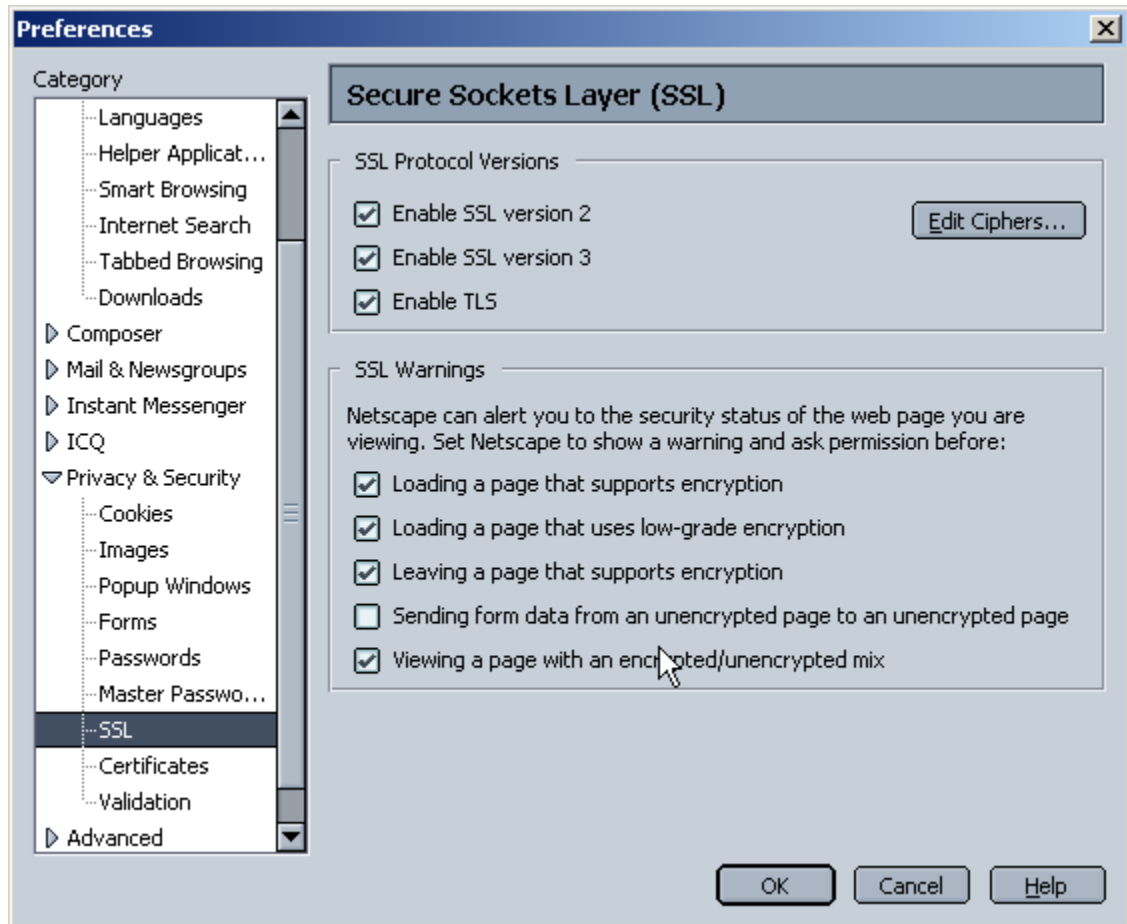 Preferences
Category
Languages
Helper Applicat...
Smart Browsing
Internet Search
Tabbed Browsing
Downloads
Composer
Mail & Newsgroups
Instant Messenger
ICQ
Privacy & Security
Cookies
Images
Popup Windows
Forms
Passwords
Master Passwo...
SSL
Certificates
Validation
Advanced
Secure Sockets Layer (SSL)
SSL Protocol Versions
Enable SSL version 2
Edit Ciphers...
Enable SSL version 3
Enable TLS
SSL Warnings
Netscape can alert you to the security status of the web page you are
viewing. Set Netscape to show a warning and ask permission before:
Loading a page that supports encryption
Loading a page that uses low-grade encryption
Leaving a page that supports encryption
Sending form data from an unencrypted page to an unencrypted page
Viewing a page with an encrypted/unencrypted mix
OK
Cancel
Help